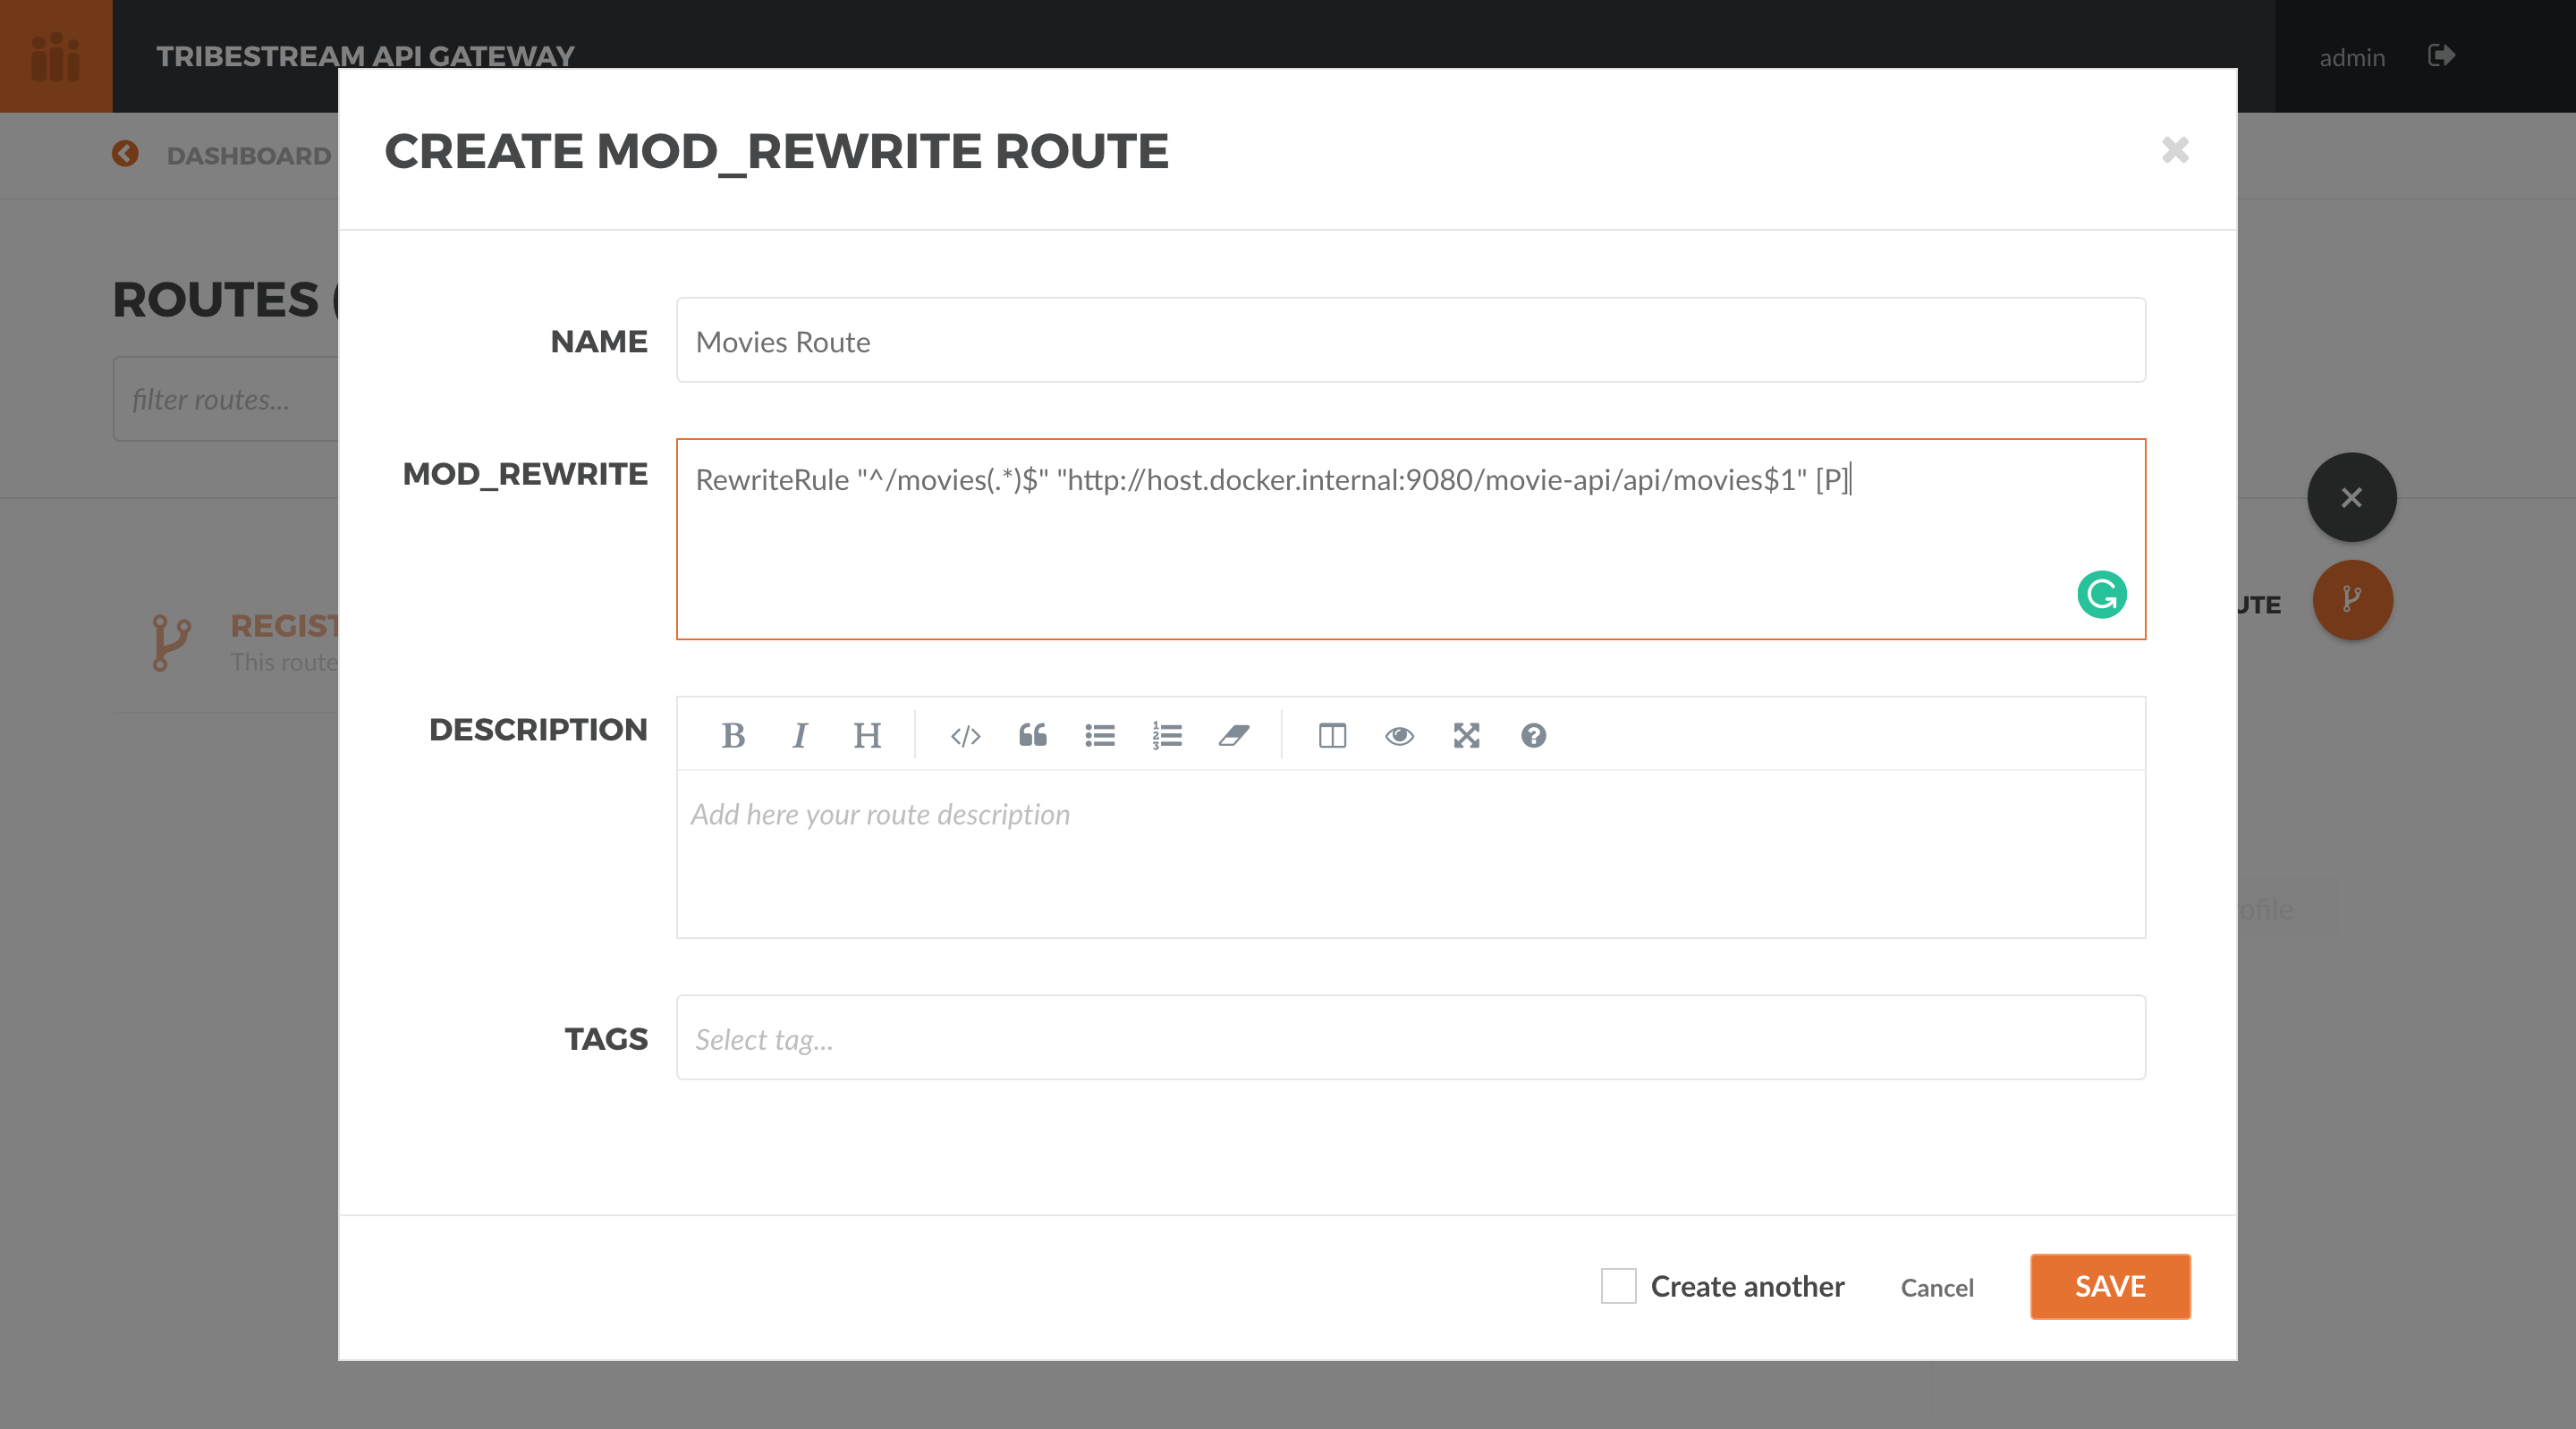 TRIBESTREAM API GATEWAY
admin
DASHBOARD
CREATE MOD_REWRITE ROUTE
ROUTES (
filter routes...
NAME
Movies Route
MOD_REWRITE
RewriteRule "^/movies(.*)$" "http://host.docker.internal:9080/movie-api/api/movies$1" [P]
REGIST
This route
UTE
DESCRIPTION
B I H
Add here your route description
ofile
TAGS
Select tag...
Create another
Cancel
SAVE